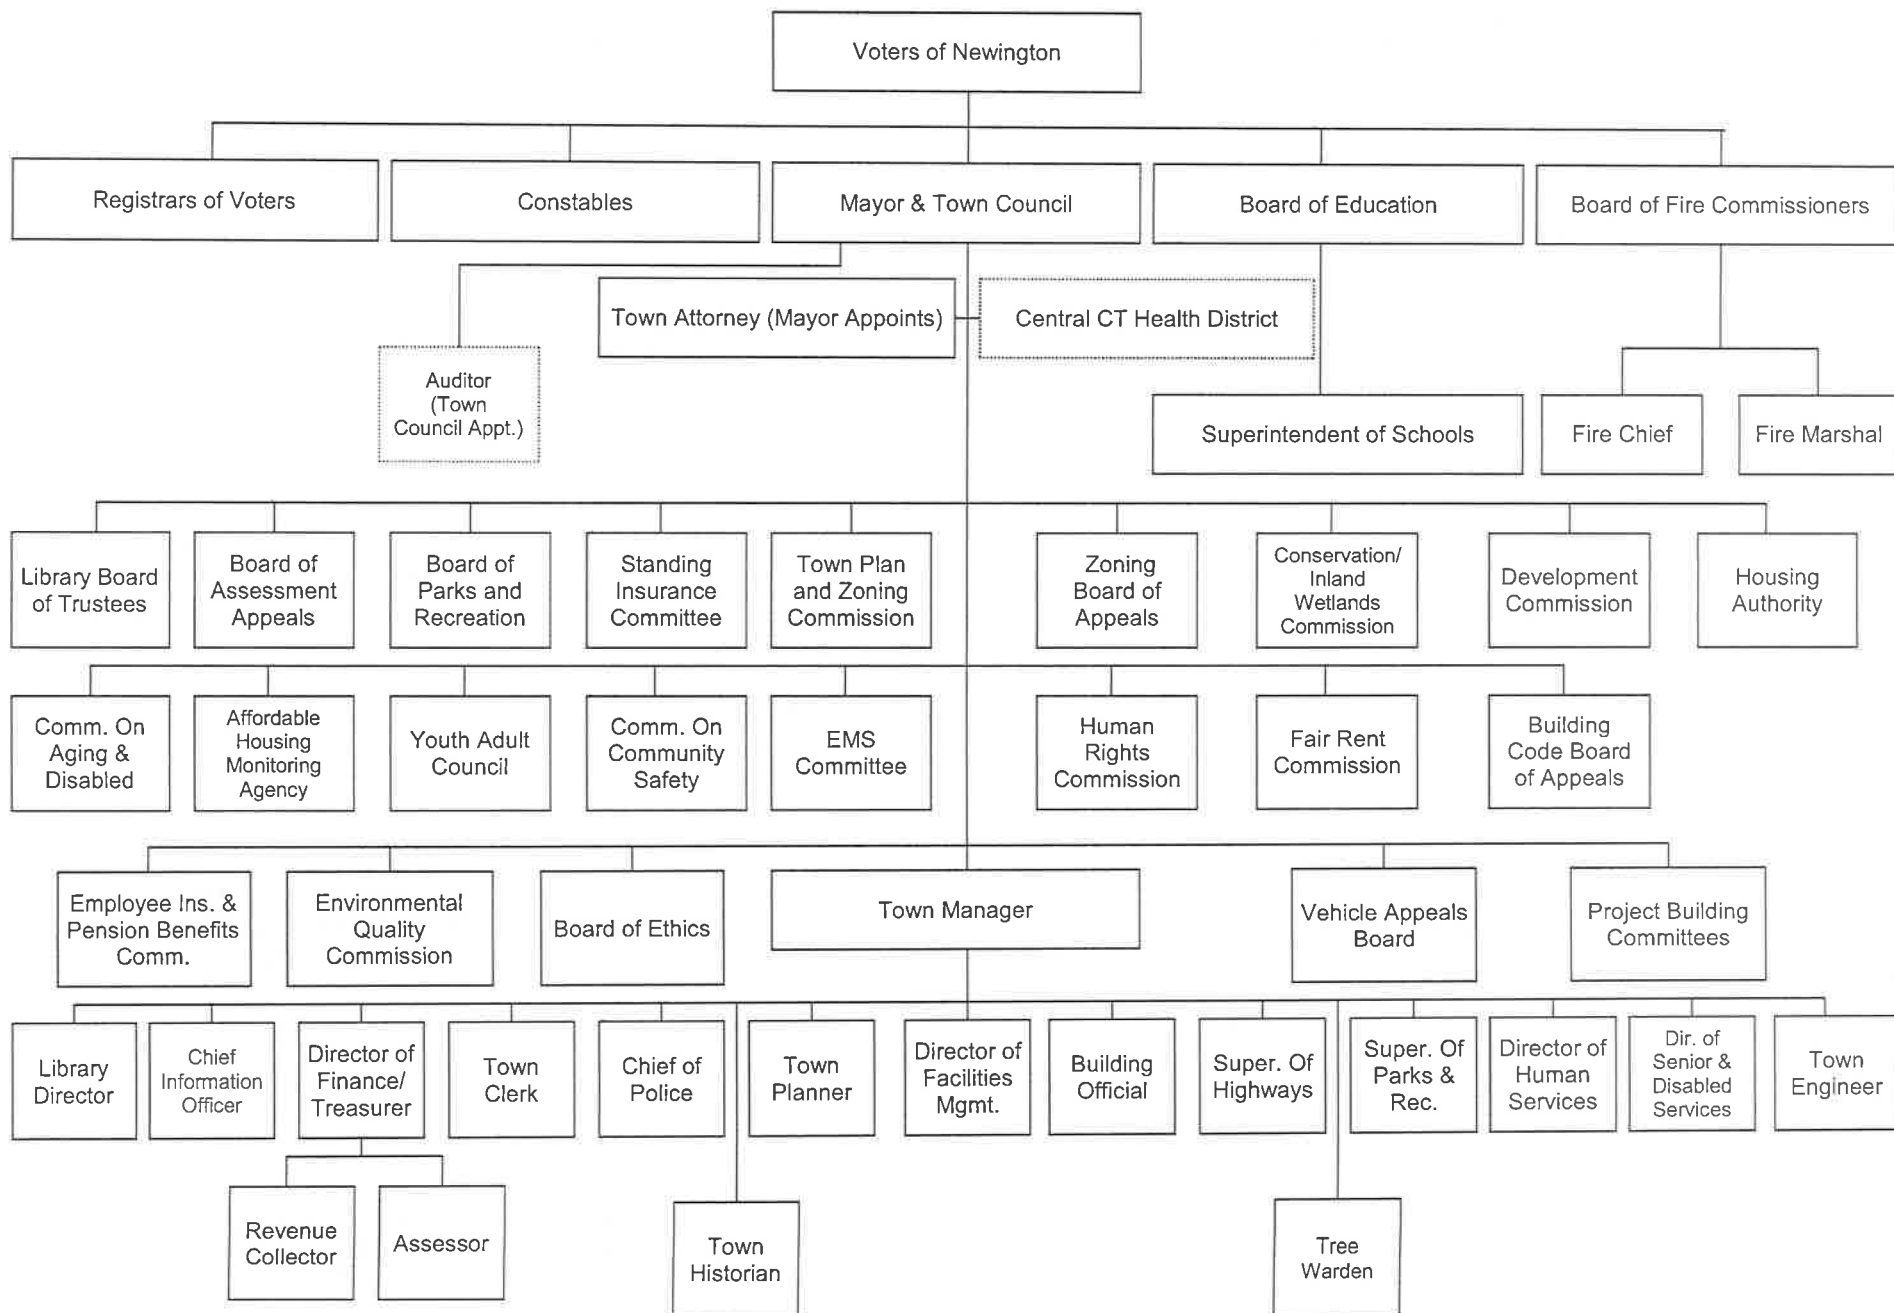 Voters of Newington
Registrars of Voters
Constables
Mayor & Town Council
Board of Education
Board of Fire Commissioners
Town Attorney (Mayor Appoints)
Central CT Health District
Auditor
(Town
Council Appt.)
Superintendent of Schools
Fire Chief
Fire Marshal
Library Board
of Trustees
Board of
Assessment
Appeals
Board of
Parks and
Recreation
Standing
Insurance
Committee
Town Plan
and Zoning
Commission
Zoning
Board of
Appeals
Conservation/
Inland
Wetlands
Commission
Development
Commission
Housing
Authority
Comm. On
Aging &
Disabled
Affordable
Housing
Monitoring
Agency
Youth Adult
Council
Comm. On
Community
Safety
EMS
Committee
Human
Rights
Commission
Fair Rent
Commission
Building
Code Board
of Appeals
Employee Ins. &
Pension Benefits
Comm.
Environmental
Quality
Commission
Board of Ethics
Town Manager
Vehicle Appeals
Board
Project Building
Committees
Library
Director
Chief
Information
Officer
Director of
Finance/
Treasurer
Town
Clerk
Chief of
Police
Town
Planner
Director of
Facilities
Mgmt.
Building
Official
Super. Of
Highways
Super. Of
Parks &
Rec.
Director of
Human
Services
Dir. of
Senior &
Disabled
Services
Town
Engineer
Revenue
Collector
Assessor
Town
Historian
Tree
Warden